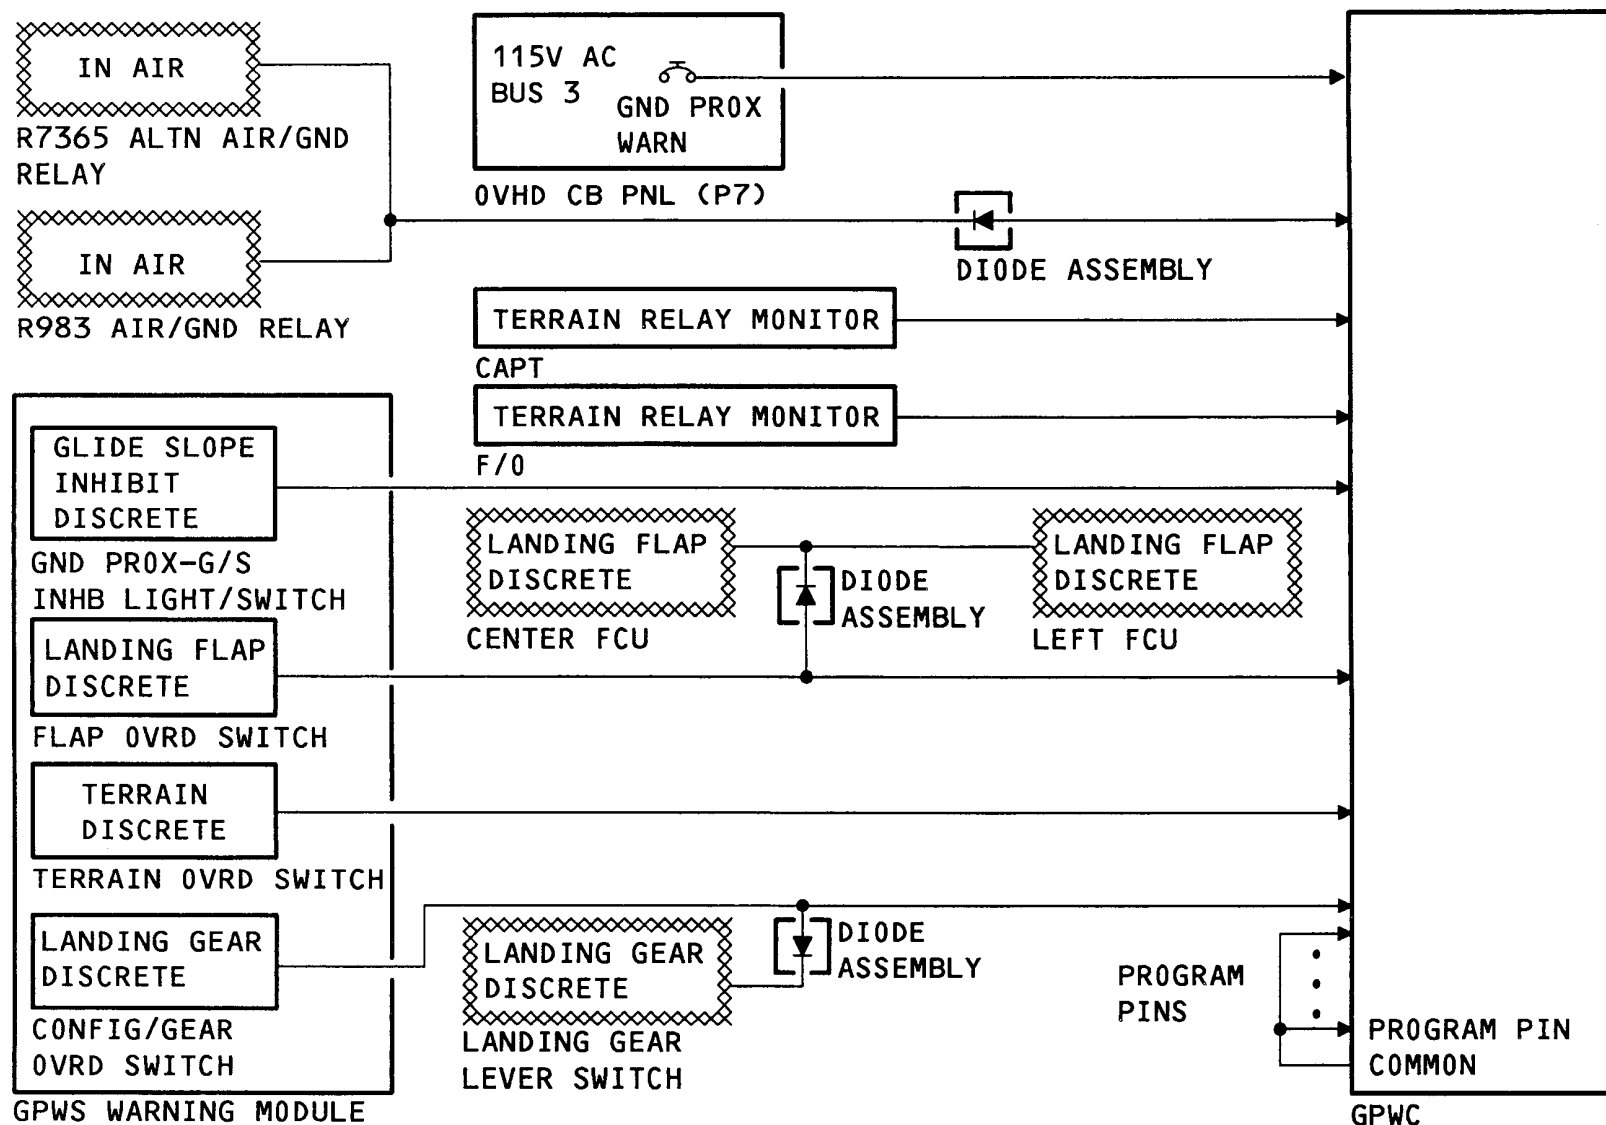 IN AIR
R7365 ALTN AIR/GND
RELAY
IN AIR
R983 AIR/GND RELAY
115V AC
BUS 3
GND PROX
WARN
OVHD CB PNL (P7)
DIODE ASSEMBLY
TERRAIN RELAY MONITOR
CAPT
TERRAIN RELAY MONITOR
F/O
GLIDE SLOPE
INHIBIT
DISCRETE
GND PROX-G/S
INHB LIGHT/SWITCH
LANDING FLAP
DISCRETE
CENTER FCU
DIODE
ASSEMBLY
LANDING FLAP
DISCRETE
LEFT FCU
LANDING FLAP
DISCRETE
FLAP OVRD SWITCH
TERRAIN
DISCRETE
TERRAIN OVRD SWITCH
LANDING GEAR
DISCRETE
CONFIG/GEAR
OVRD SWITCH
GPWS WARNING MODULE
LANDING GEAR
DISCRETE
LANDING GEAR
LEVER SWITCH
DIODE
ASSEMBLY
PROGRAM
PINS
PROGRAM PIN
COMMON
GPWC